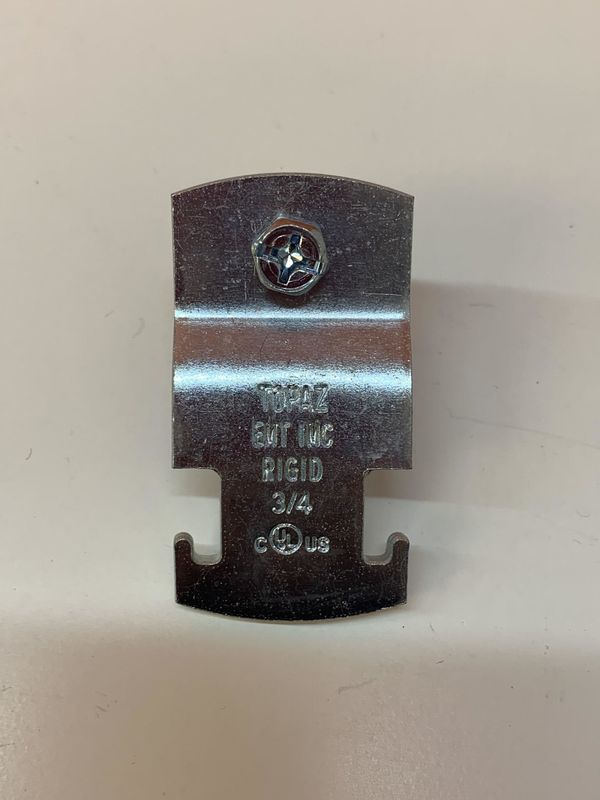 TOPAZ
EMT IMC
RIGID
3/4
c UL US